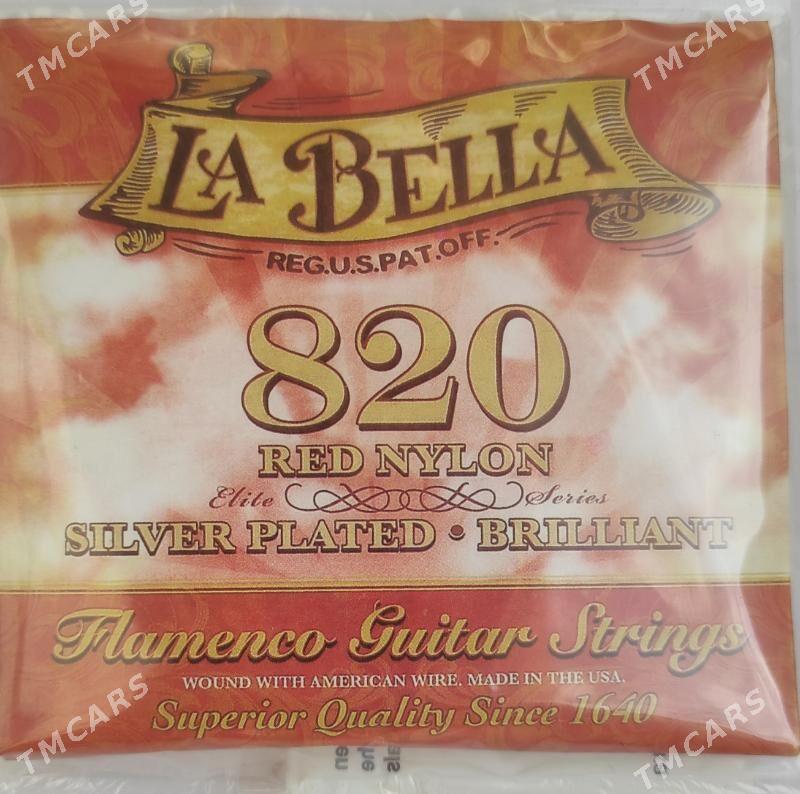 TMCARS
TMCARS
LA BELLA
REG.U.S.PAT.OFF.
820
RED NYLON
Elite Series
SILVER PLATED • BRILLIANT
Flamenco Guitar Strings
WOUND WITH AMERICAN WIRE. MADE IN THE USA.
Superior Quality Since 1640
TMCARS
TMCARS